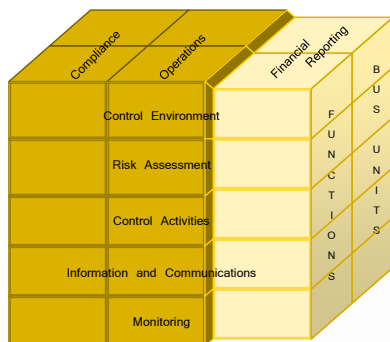 Compliance
Operations
Financial
Reporting
Control Environment
Risk Assessment
Control Activities
Information and Communications
Monitoring
FUNCTIONS
BUS UNITS